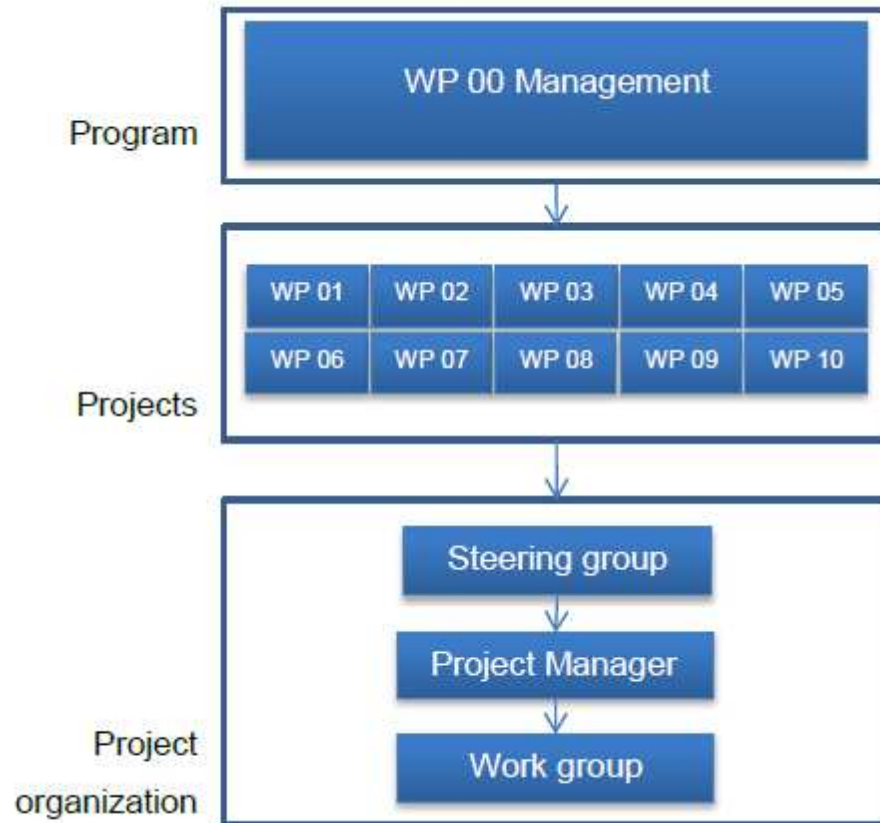 WP 00 Management
Program
WP 01 WP 02 WP 03 WP 04 WP 05
WP 06 WP 07 WP 08 WP 09 WP 10
Projects
Steering group
Project Manager
Work group
Project
organization